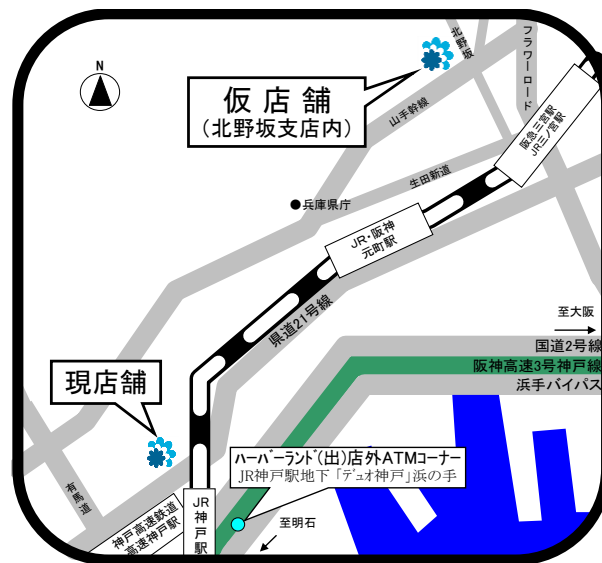 N
北野坂
フラワーロード
仮店舗
(北野坂支店内)
山手幹線
阪急三宮駅
JR三ノ宮駅
生田新道
●兵庫県庁
JR・阪神
元町駅
県道21号線
至大阪
国道2号線
阪神高速3号神戸線
浜手バイパス
現店舗
ハーバーランド(出)店外ATMコーナー
JR神戸駅地下「デュオ神戸」浜の手
有馬道
神戸高速鉄道
高速神戸駅
JR神戸駅
至明石